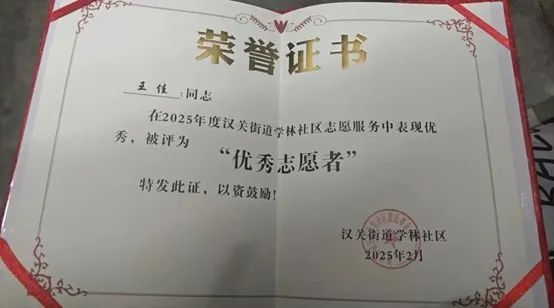 荣誉证书
王佳:同志
在2025年度汉关街道学林社区志愿服务中表现优
秀,被评为
“优秀志愿者”
特发此证,以资鼓励!
汉关街道学林社区
2025年2月